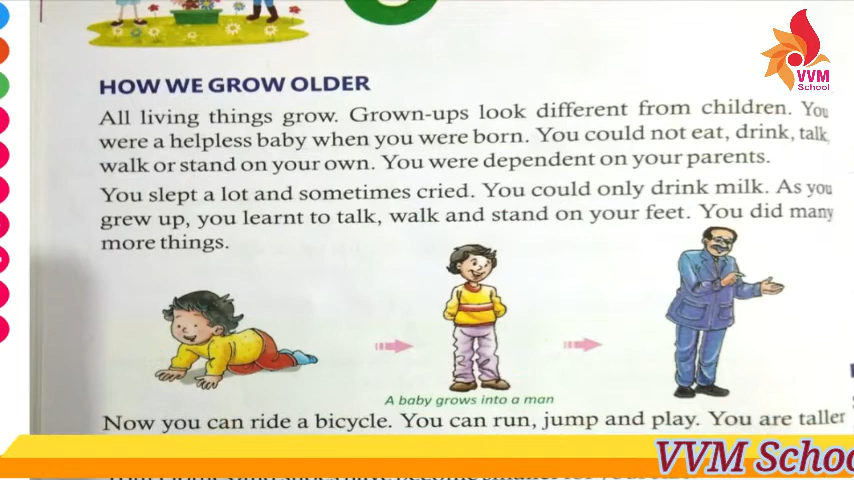 VVM
School
HOW WE GROW OLDER
All living things grow. Grown-ups look different from children. You
were a helpless baby when you were born. You could not eat, drink, talk,
walk or stand on your own. You were dependent on your parents.
You slept a lot and sometimes cried. You could only drink milk. As you
grew up, you learnt to talk, walk and stand on your feet. You did many
more things.
A baby grows into a man
Now you can ride a bicycle. You can run, jump and play. You are taller
VVM Schoo